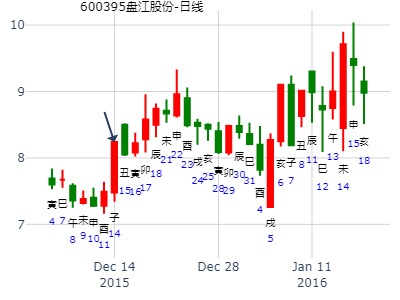 600395盘江股份-日线
10
9
8
7
寅
4
巳
7
午
8
未
9
申
10
酉
11
子
14
丑
15
寅
16
卯
17
辰
18
未
21
申
22
酉
23
戌
24
亥
25
寅
28
卯
29
辰
30
巳
31
酉
4
戌
5
亥
6
子
7
丑
8
辰
11
巳
12
午
13
未
14
申
15
亥
18
Dec 14
2015
Dec 28
Jan 11
2016